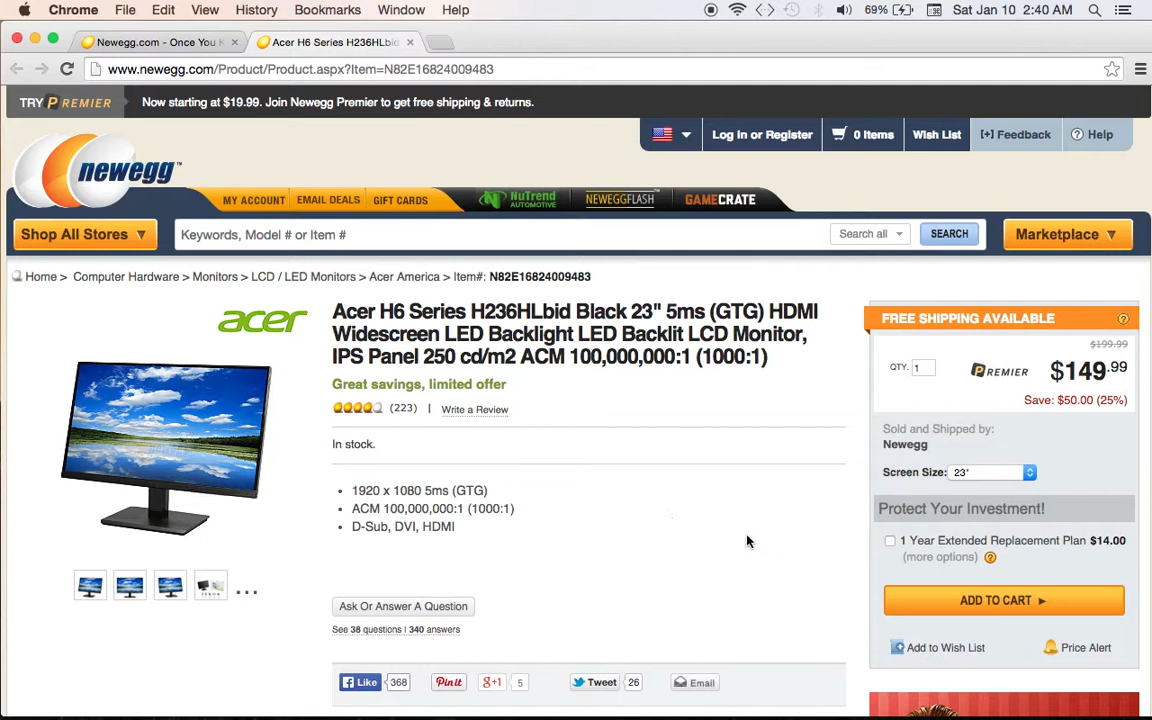 Chrome File Edit View History Bookmarks Window Help 69% Sat Jan 10 2:40 AM
Newegg.com - Once You Acer H6 Series H236HLbid
www.newegg.com/Product/Product.aspx?Item=N82E16824009483
TRY PREMIER Now starting at $19.99. Join Newegg Premier to get free shipping & returns.
Log In or Register 0 Items Wish List [+] Feedback ? Help
newegg™
MY ACCOUNT EMAIL DEALS GIFT CARDS NUTREND AUTOMOTIVE NEWEGGFLASH™ GAMECRATE
Shop All Stores ▼ Keywords, Model # or Item # Search all SEARCH Marketplace ▼
Home > Computer Hardware > Monitors > LCD / LED Monitors > Acer America > Item#: N82E16824009483
acer
Acer H6 Series H236HLbid Black 23" 5ms (GTG) HDMI
Widescreen LED Backlight LED Backlit LCD Monitor,
IPS Panel 250 cd/m2 ACM 100,000,000:1 (1000:1)
Great savings, limited offer
(223) | Write a Review
In stock.
• 1920 x 1080 5ms (GTG)
• ACM 100,000,000:1 (1000:1)
• D-Sub, DVI, HDMI
...
Ask Or Answer A Question
See 38 questions | 340 answers
Like 368 Pin it g+1 5 Tweet 26 Email
FREE SHIPPING AVAILABLE ?
$199.99
QTY. 1 PREMIER $149.99
Save: $50.00 (25%)
Sold and Shipped by:
Newegg
Screen Size: 23"
Protect Your Investment!
1 Year Extended Replacement Plan $14.00
(more options) ?
ADD TO CART ►
Add to Wish List Price Alert